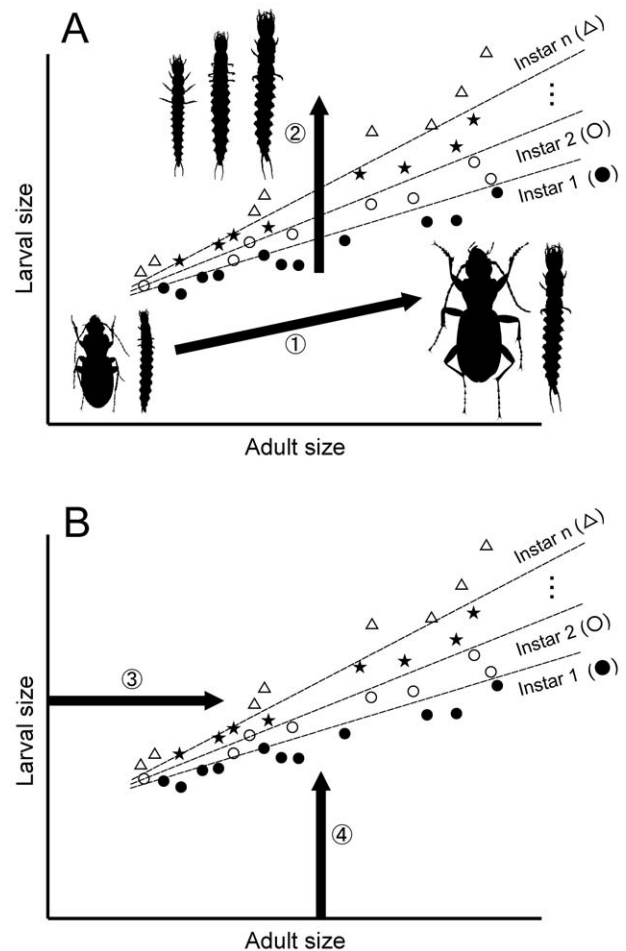 A
Instar n (△)
⋮
②
Instar 2 (○)
Instar 1 (●)
Larval size
①
Adult size
B
Instar n (△)
⋮
Instar 2 (○)
③
Instar 1 (●)
Larval size
④
Adult size